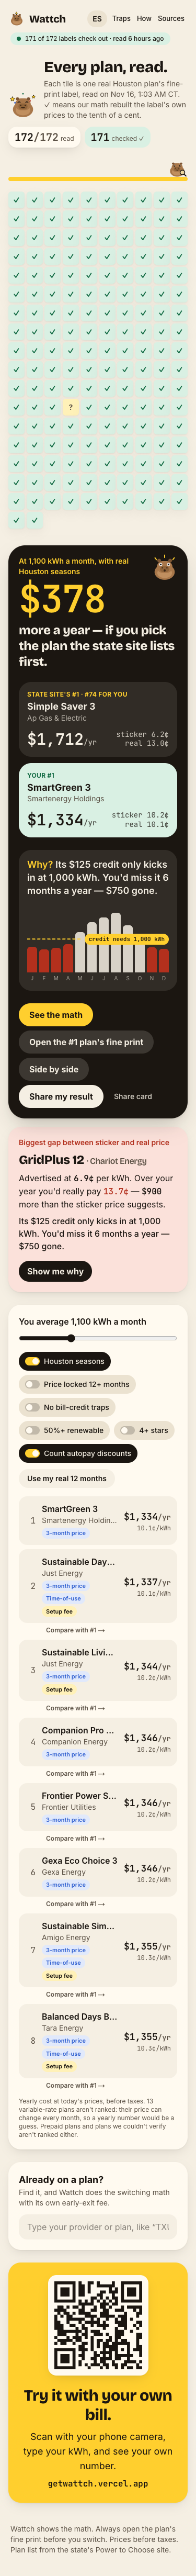 Wattch
ES
Traps
How
Sources
171 of 172 labels check out · read 6 hours ago
Every plan, read.
Each tile is one real Houston plan's fine-
print label, read on Nov 16, 1:03 AM CT.
✓ means our math rebuilt the label's own
prices to the tenth of a cent.
172/172 read
171 checked ✓
?
At 1,100 kWh a month, with real
Houston seasons
$378
more a year — if you pick
the plan the state site lists
first.
STATE SITE'S #1 · #74 FOR YOU
Simple Saver 3
Ap Gas & Electric
$1,712/yr
sticker 6.2¢
real 13.0¢
YOUR #1
SmartGreen 3
Smartenergy Holdings
$1,334/yr
sticker 10.2¢
real 10.1¢
Why? Its $125 credit only kicks
in at 1,000 kWh. You'd miss it 6
months a year — $750 gone.
credit needs 1,000 kWh
J F M A M J J A S O N D
See the math
Open the #1 plan's fine print
Side by side
Share my result
Share card
Biggest gap between sticker and real price
GridPlus 12 · Chariot Energy
Advertised at 6.9¢ per kWh. Over your
year you'd really pay 13.7¢ — $900
more than the sticker price suggests.
Its $125 credit only kicks in at 1,000
kWh. You'd miss it 6 months a year —
$750 gone.
Show me why
You average 1,100 kWh a month
Houston seasons
Price locked 12+ months
No bill-credit traps
50%+ renewable
4+ stars
Count autopay discounts
Use my real 12 months
1
SmartGreen 3
Smartenergy Holdin...
3-month price
$1,334/yr
10.1¢/kWh
2
Sustainable Day...
Just Energy
3-month price
Time-of-use
Setup fee
$1,337/yr
10.1¢/kWh
Compare with #1 →
3
Sustainable Livi...
Just Energy
3-month price
Setup fee
$1,344/yr
10.2¢/kWh
Compare with #1 →
4
Companion Pro ...
Companion Energy
3-month price
$1,346/yr
10.2¢/kWh
Compare with #1 →
5
Frontier Power S...
Frontier Utilities
3-month price
$1,346/yr
10.2¢/kWh
Compare with #1 →
6
Gexa Eco Choice 3
Gexa Energy
3-month price
$1,346/yr
10.2¢/kWh
Compare with #1 →
7
Sustainable Sim...
Amigo Energy
3-month price
Time-of-use
Setup fee
$1,355/yr
10.3¢/kWh
Compare with #1 →
8
Balanced Days B...
Tara Energy
3-month price
Time-of-use
Setup fee
$1,355/yr
10.3¢/kWh
Compare with #1 →
Yearly cost at today's prices, before taxes. 13
variable-rate plans aren't ranked: their price can
change every month, so a yearly number would be a
guess. Prepaid plans and plans we couldn't verify
aren't ranked either.
Already on a plan?
Find it, and Wattch does the switching math
with its own early-exit fee.
Type your provider or plan, like "TXU
Try it with your own
bill.
Scan with your phone camera,
type your kWh, and see your own
number.
getwattch.vercel.app
Wattch shows the math. Always open the plan's
fine print before you switch. Prices before taxes.
Plan list from the state's Power to Choose site.